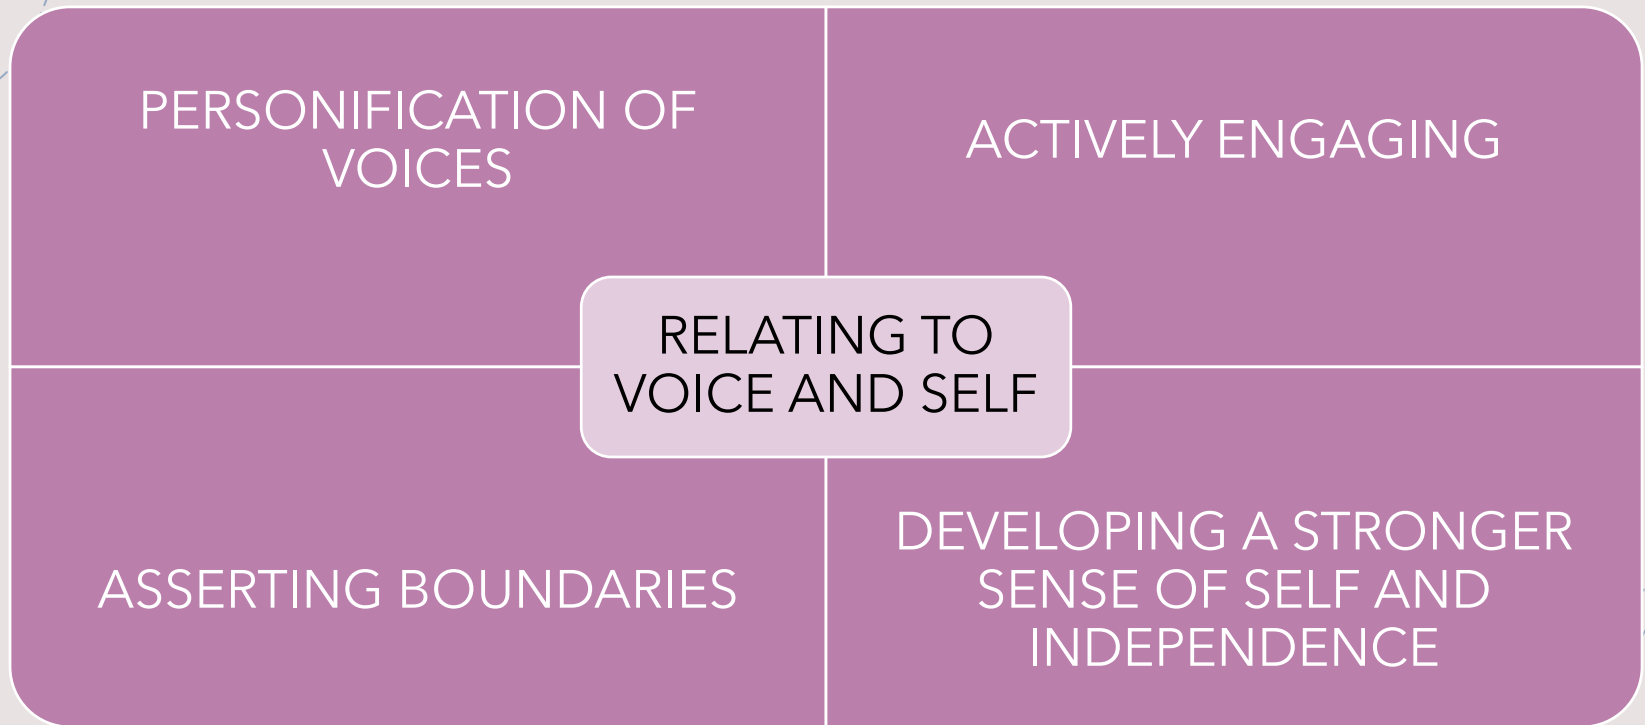 PERSONIFICATION OF
VOICES
ACTIVELY ENGAGING
RELATING TO
VOICE AND SELF
ASSERTING BOUNDARIES
DEVELOPING A STRONGER
SENSE OF SELF AND
INDEPENDENCE